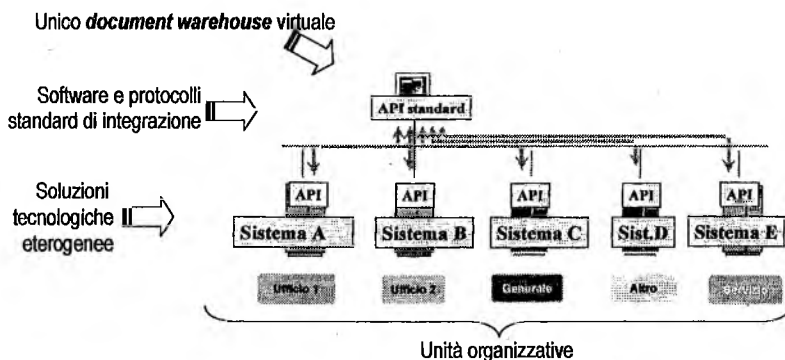 Unico document warehouse virtuale
Software e protocolli
standard di integrazione
API standard
Soluzioni
tecnologiche
eterogenee
API API API API API
Sistema A Sistema B Sistema C Sist.D Sistema E
Ufficio 1 Ufficio 2 Generale Altro Servizio
Unità organizzative